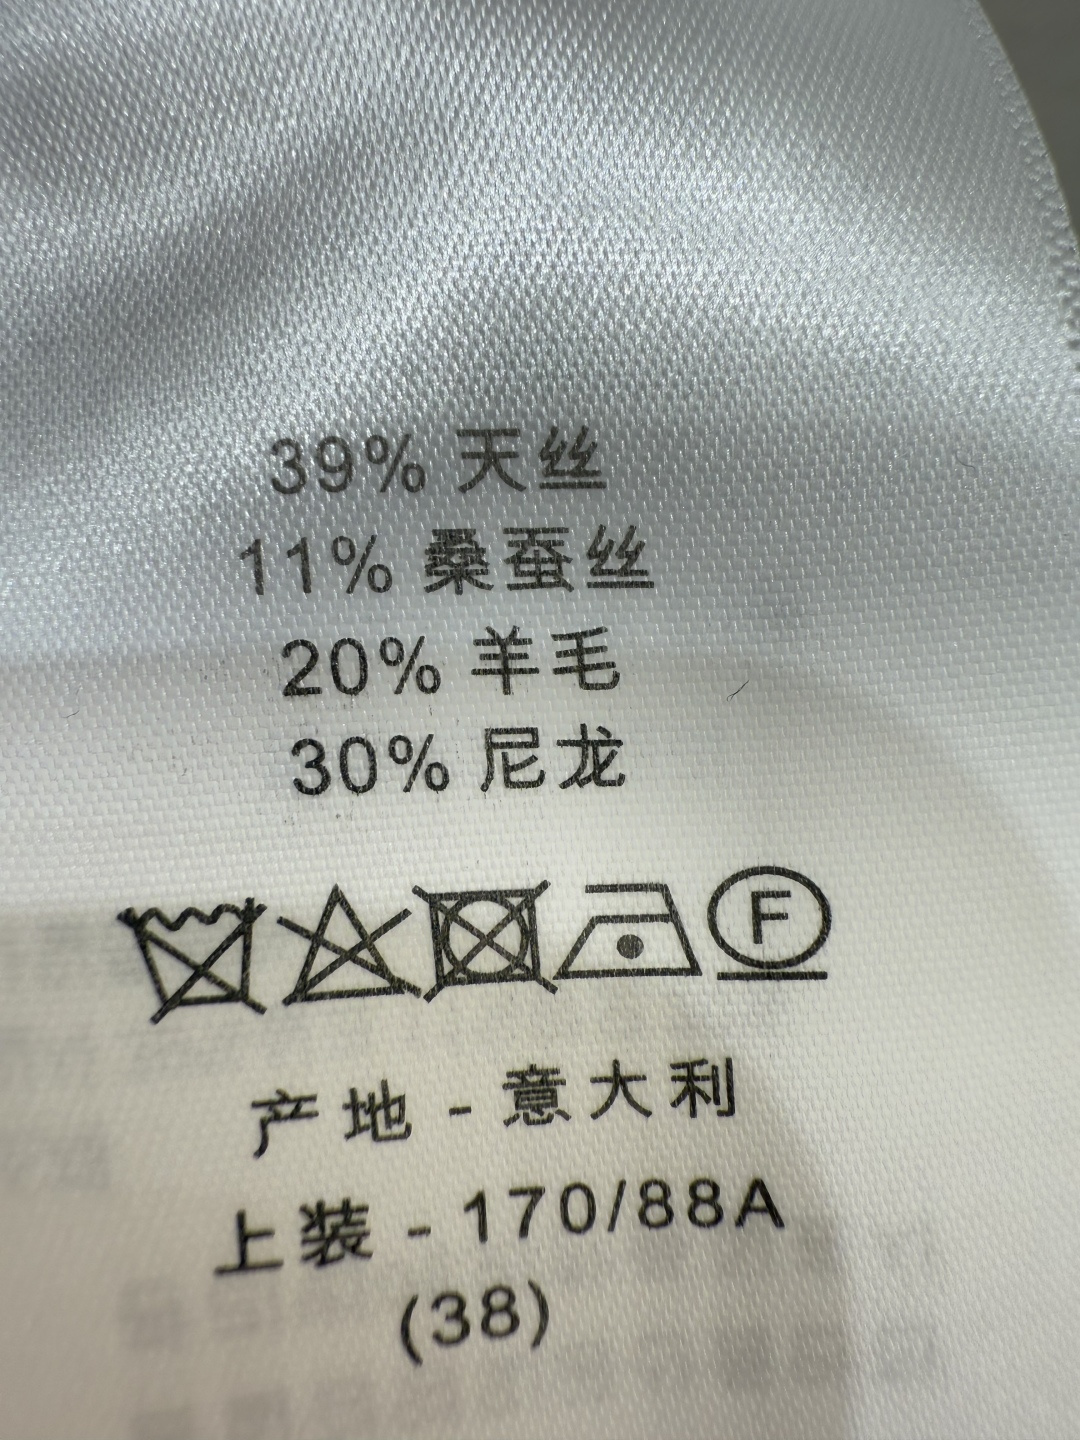 39% 天丝
11% 桑蚕丝
20% 羊毛
30% 尼龙
F
产地 - 意大利
上装 - 170/88A
(38)